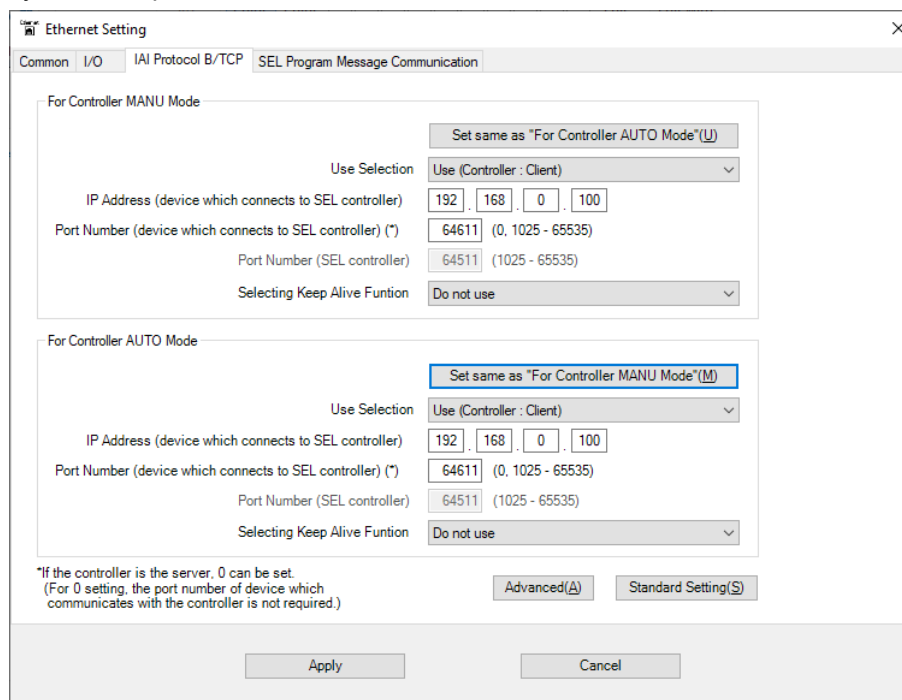 Ethernet Setting
Common I/O IAI Protocol B/TCP SEL Program Message Communication
For Controller MANU Mode
Set same as "For Controller AUTO Mode"(U)
Use Selection Use (Controller : Client)
IP Address (device which connects to SEL controller) 192 . 168 . 0 . 100
Port Number (device which connects to SEL controller) (*) 64611 (0, 1025 - 65535)
Port Number (SEL controller) 64511 (1025 - 65535)
Selecting Keep Alive Funtion Do not use
For Controller AUTO Mode
Set same as "For Controller MANU Mode"(M)
Use Selection Use (Controller : Client)
IP Address (device which connects to SEL controller) 192 . 168 . 0 . 100
Port Number (device which connects to SEL controller) (*) 64611 (0, 1025 - 65535)
Port Number (SEL controller) 64511 (1025 - 65535)
Selecting Keep Alive Funtion Do not use
*If the controller is the server, 0 can be set.
(For 0 setting, the port number of device which
communicates with the controller is not required.)
Advanced(A) Standard Setting(S)
Apply Cancel